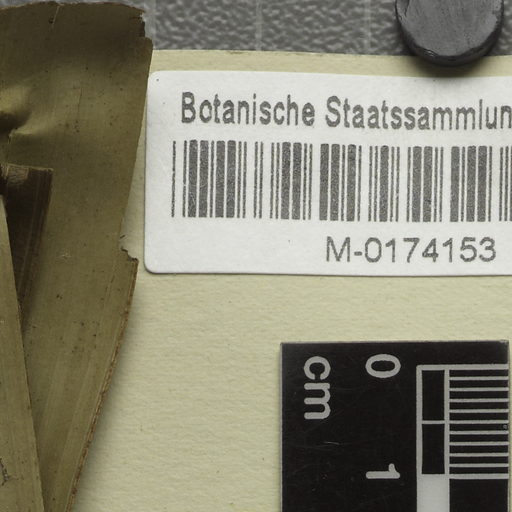 Botanische Staatssammlun
M-0174153
cm 0
1